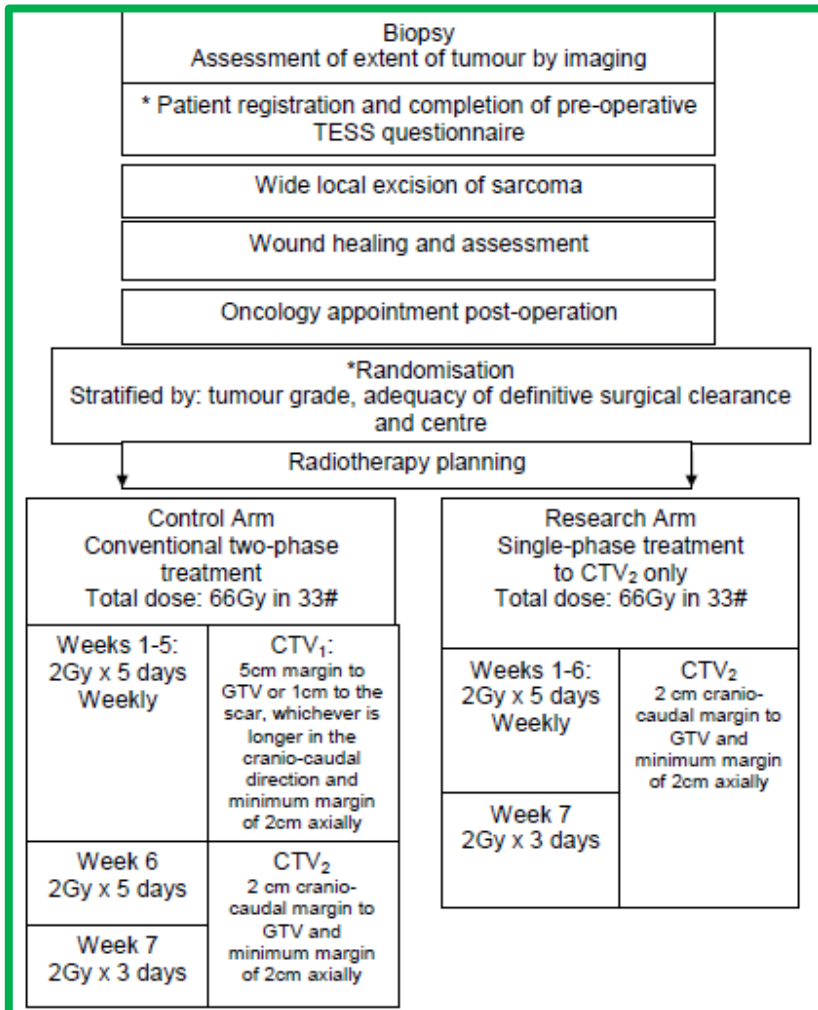 Biopsy
Assessment of extent of tumour by imaging
* Patient registration and completion of pre-operative
TESS questionnaire
Wide local excision of sarcoma
Wound healing and assessment
Oncology appointment post-operation
*Randomisation
Stratified by: tumour grade, adequacy of definitive surgical clearance
and centre
Radiotherapy planning
Control Arm
Conventional two-phase
treatment
Total dose: 66Gy in 33#
Weeks 1-5:
2Gy x 5 days
Weekly
CTV₁:
5cm margin to
GTV or 1cm to the
scar, whichever is
longer in the
cranio-caudal
direction and
minimum margin
of 2cm axially
Week 6
2Gy x 5 days
Week 7
2Gy x 3 days
CTV₂
2 cm cranio-
caudal margin to
GTV and
minimum margin
of 2cm axially
Research Arm
Single-phase treatment
to CTV₂ only
Total dose: 66Gy in 33#
Weeks 1-6:
2Gy x 5 days
Weekly
Week 7
2Gy x 3 days
CTV₂
2 cm cranio-
caudal margin to
GTV and
minimum margin
of 2cm axially